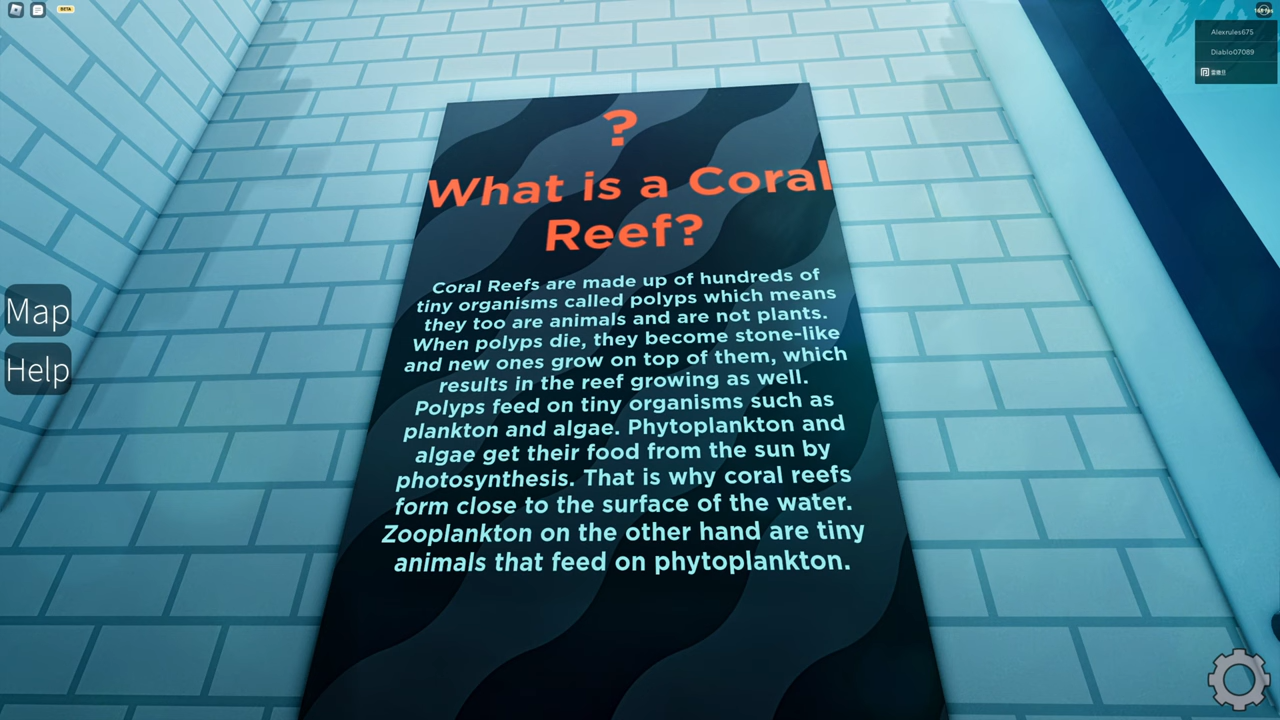 BETA
Alexrules675
Diablo07089
?
What is a Coral
Reef?
Coral Reefs are made up of hundreds of
tiny organisms called polyps which means
they too are animals and are not plants.
When polyps die, they become stone-like
and new ones grow on top of them, which
results in the reef growing as well.
Polyps feed on tiny organisms such as
plankton and algae. Phytoplankton and
algae get their food from the sun by
photosynthesis. That is why coral reefs
form close to the surface of the water.
Zooplankton on the other hand are tiny
animals that feed on phytoplankton.
Map
Help